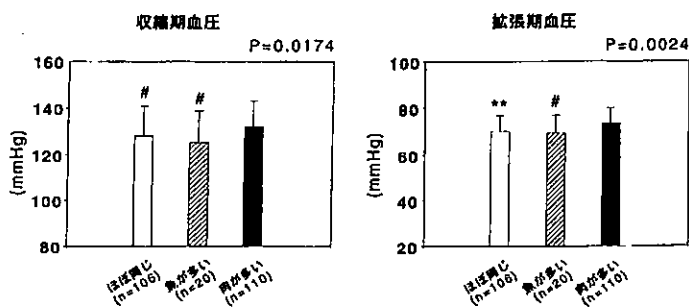 収縮期血圧
P=0.0174
160
140
120
100
80
(mmHg)
#
#
ほぼ同じ
(n=106)
魚が多い
(n=20)
肉が多い
(n=110)
拡張期血圧
P=0.0024
100
80
60
40
20
(mmHg)
**
#
ほぼ同じ
(n=106)
魚が多い
(n=20)
肉が多い
(n=110)